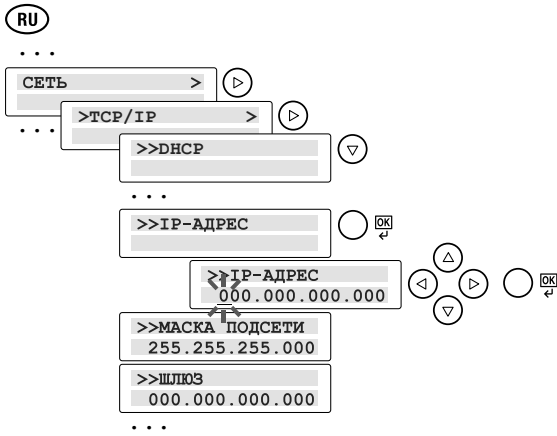 RU
. . .
СЕТЬ >
>TCP/IP >
. . .
>>DHCP
. . .
>>IP-АДРЕС
OK
>>IP-АДРЕС
000.000.000.000
OK
>>МАСКА ПОДСЕТИ
255.255.255.000
>>ШЛЮЗ
000.000.000.000
. . .